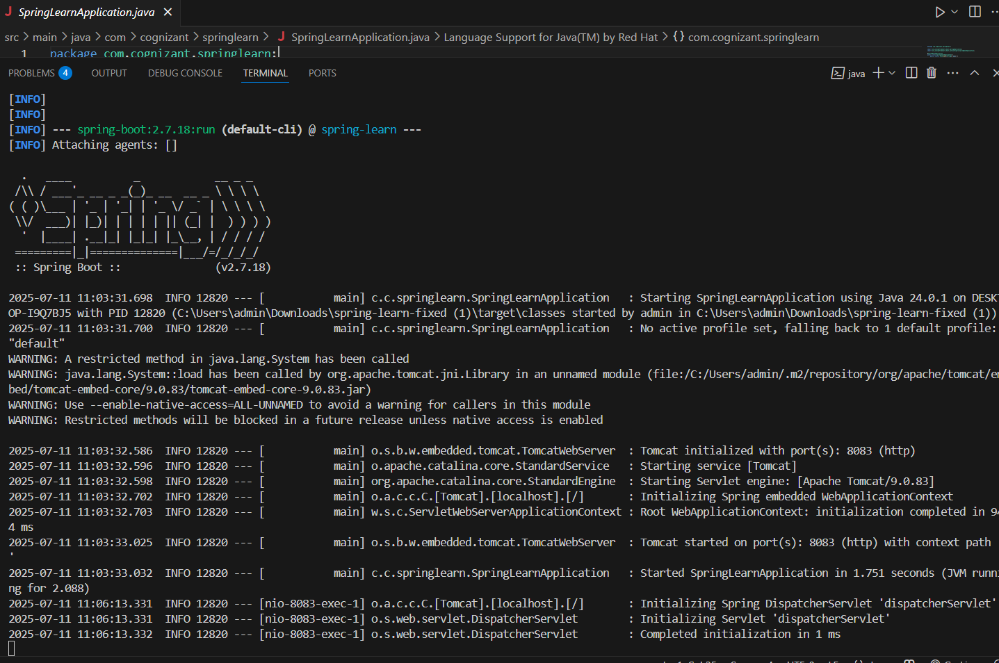 SpringLearnApplication.java
src > main > java > com > cognizant > springlearn > SpringLearnApplication.java > Language Support for Java(TM) by Red Hat > {} com.cognizant.springlearn
1 package com.cognizant.springlearn;
PROBLEMS 4 OUTPUT DEBUG CONSOLE TERMINAL PORTS java
[INFO]
[INFO]
[INFO] --- spring-boot:2.7.18:run (default-cli) @ spring-learn ---
[INFO] Attaching agents: []
  .   ____          _            __ _ _
 /\\ / ___'_ __ _ _(_)_ __  __ _ \ \ \ \
( ( )\___ | '_ | '_| | '_ \/ _` | \ \ \ \
 \\/  ___)| |_)| | | | | || (_| |  ) ) ) )
  '  |____| .__|_| |_|_| |_\__, | / / / /
 =========|_|==============|___/=/_/_/_/
 :: Spring Boot ::               (v2.7.18)
2025-07-11 11:03:31.698  INFO 12820 --- [           main] c.c.springlearn.SpringLearnApplication   : Starting SpringLearnApplication using Java 24.0.1 on DESKT
OP-I9Q7BJ5 with PID 12820 (C:\Users\admin\Downloads\spring-learn-fixed (1)\target\classes started by admin in C:\Users\admin\Downloads\spring-learn-fixed (1))
2025-07-11 11:03:31.700  INFO 12820 --- [           main] c.c.springlearn.SpringLearnApplication   : No active profile set, falling back to 1 default profile:
"default"
WARNING: A restricted method in java.lang.System has been called
WARNING: java.lang.System::load has been called by org.apache.tomcat.jni.Library in an unnamed module (file:/C:/Users/admin/.m2/repository/org/apache/tomcat/em
bed/tomcat-embed-core/9.0.83/tomcat-embed-core-9.0.83.jar)
WARNING: Use --enable-native-access=ALL-UNNAMED to avoid a warning for callers in this module
WARNING: Restricted methods will be blocked in a future release unless native access is enabled
2025-07-11 11:03:32.586  INFO 12820 --- [           main] o.s.b.w.embedded.tomcat.TomcatWebServer  : Tomcat initialized with port(s): 8083 (http)
2025-07-11 11:03:32.596  INFO 12820 --- [           main] o.apache.catalina.core.StandardService   : Starting service [Tomcat]
2025-07-11 11:03:32.598  INFO 12820 --- [           main] org.apache.catalina.core.StandardEngine  : Starting Servlet engine: [Apache Tomcat/9.0.83]
2025-07-11 11:03:32.702  INFO 12820 --- [           main] o.a.c.c.C.[Tomcat].[localhost].[/]       : Initializing Spring embedded WebApplicationContext
2025-07-11 11:03:32.703  INFO 12820 --- [           main] w.s.c.ServletWebServerApplicationContext : Root WebApplicationContext: initialization completed in 94
4 ms
2025-07-11 11:03:33.025  INFO 12820 --- [           main] o.s.b.w.embedded.tomcat.TomcatWebServer  : Tomcat started on port(s): 8083 (http) with context path
'
2025-07-11 11:03:33.032  INFO 12820 --- [           main] c.c.springlearn.SpringLearnApplication   : Started SpringLearnApplication in 1.751 seconds (JVM runni
ng for 2.088)
2025-07-11 11:06:13.331  INFO 12820 --- [nio-8083-exec-1] o.a.c.c.C.[Tomcat].[localhost].[/]       : Initializing Spring DispatcherServlet 'dispatcherServlet'
2025-07-11 11:06:13.331  INFO 12820 --- [nio-8083-exec-1] o.s.web.servlet.DispatcherServlet        : Initializing Servlet 'dispatcherServlet'
2025-07-11 11:06:13.332  INFO 12820 --- [nio-8083-exec-1] o.s.web.servlet.DispatcherServlet        : Completed initialization in 1 ms